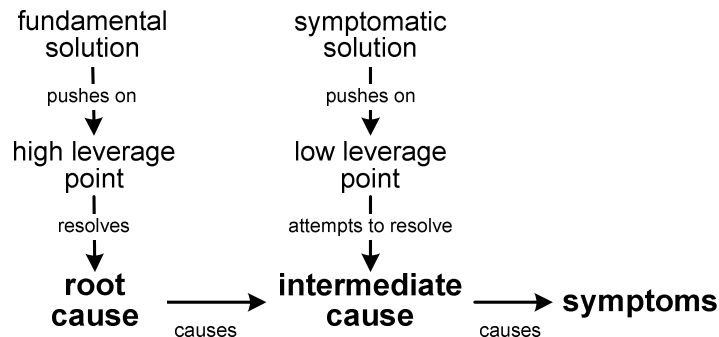 fundamental
solution
pushes on
high leverage
point
resolves
root
cause
causes
symptomatic
solution
pushes on
low leverage
point
attempts to resolve
intermediate
cause
causes
symptoms